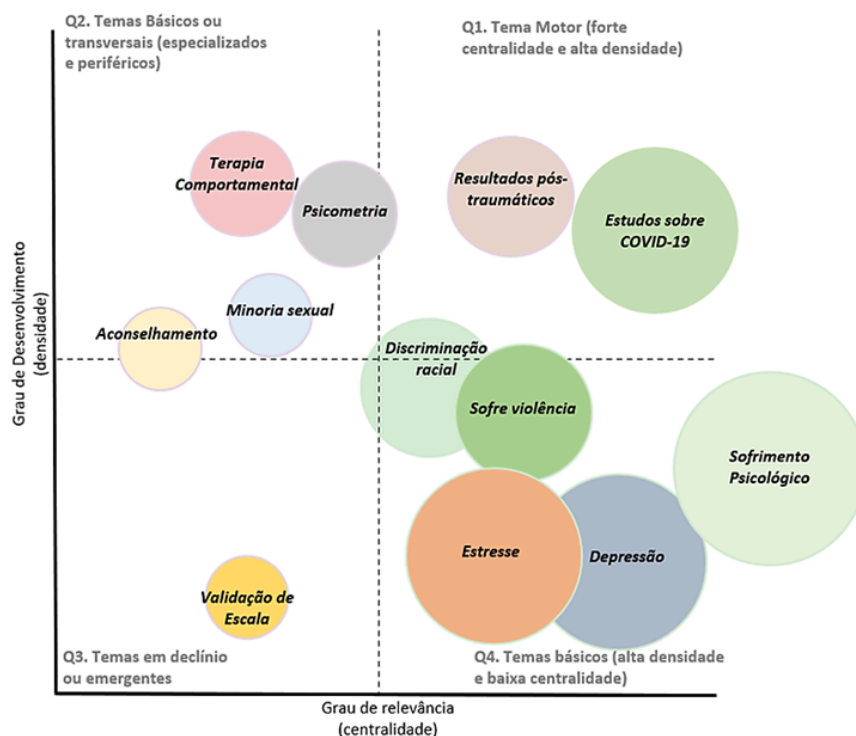 Q2. Temas Básicos ou
transversais (especializados
e periféricos)
Q1. Tema Motor (forte
centralidade e alta densidade)
Terapia
Comportamental
Psicometria
Resultados pós-
traumáticos
Estudos sobre
COVID-19
Minoria sexual
Aconselhamento
Discriminação
racial
Sofre violência
Sofrimento
Psicológico
Estresse
Depressão
Validação de
Escala
Q3. Temas em declínio
ou emergentes
Q4. Temas básicos (alta densidade
e baixa centralidade)
Grau de Desenvolvimento
(densidade)
Grau de relevância
(centralidade)